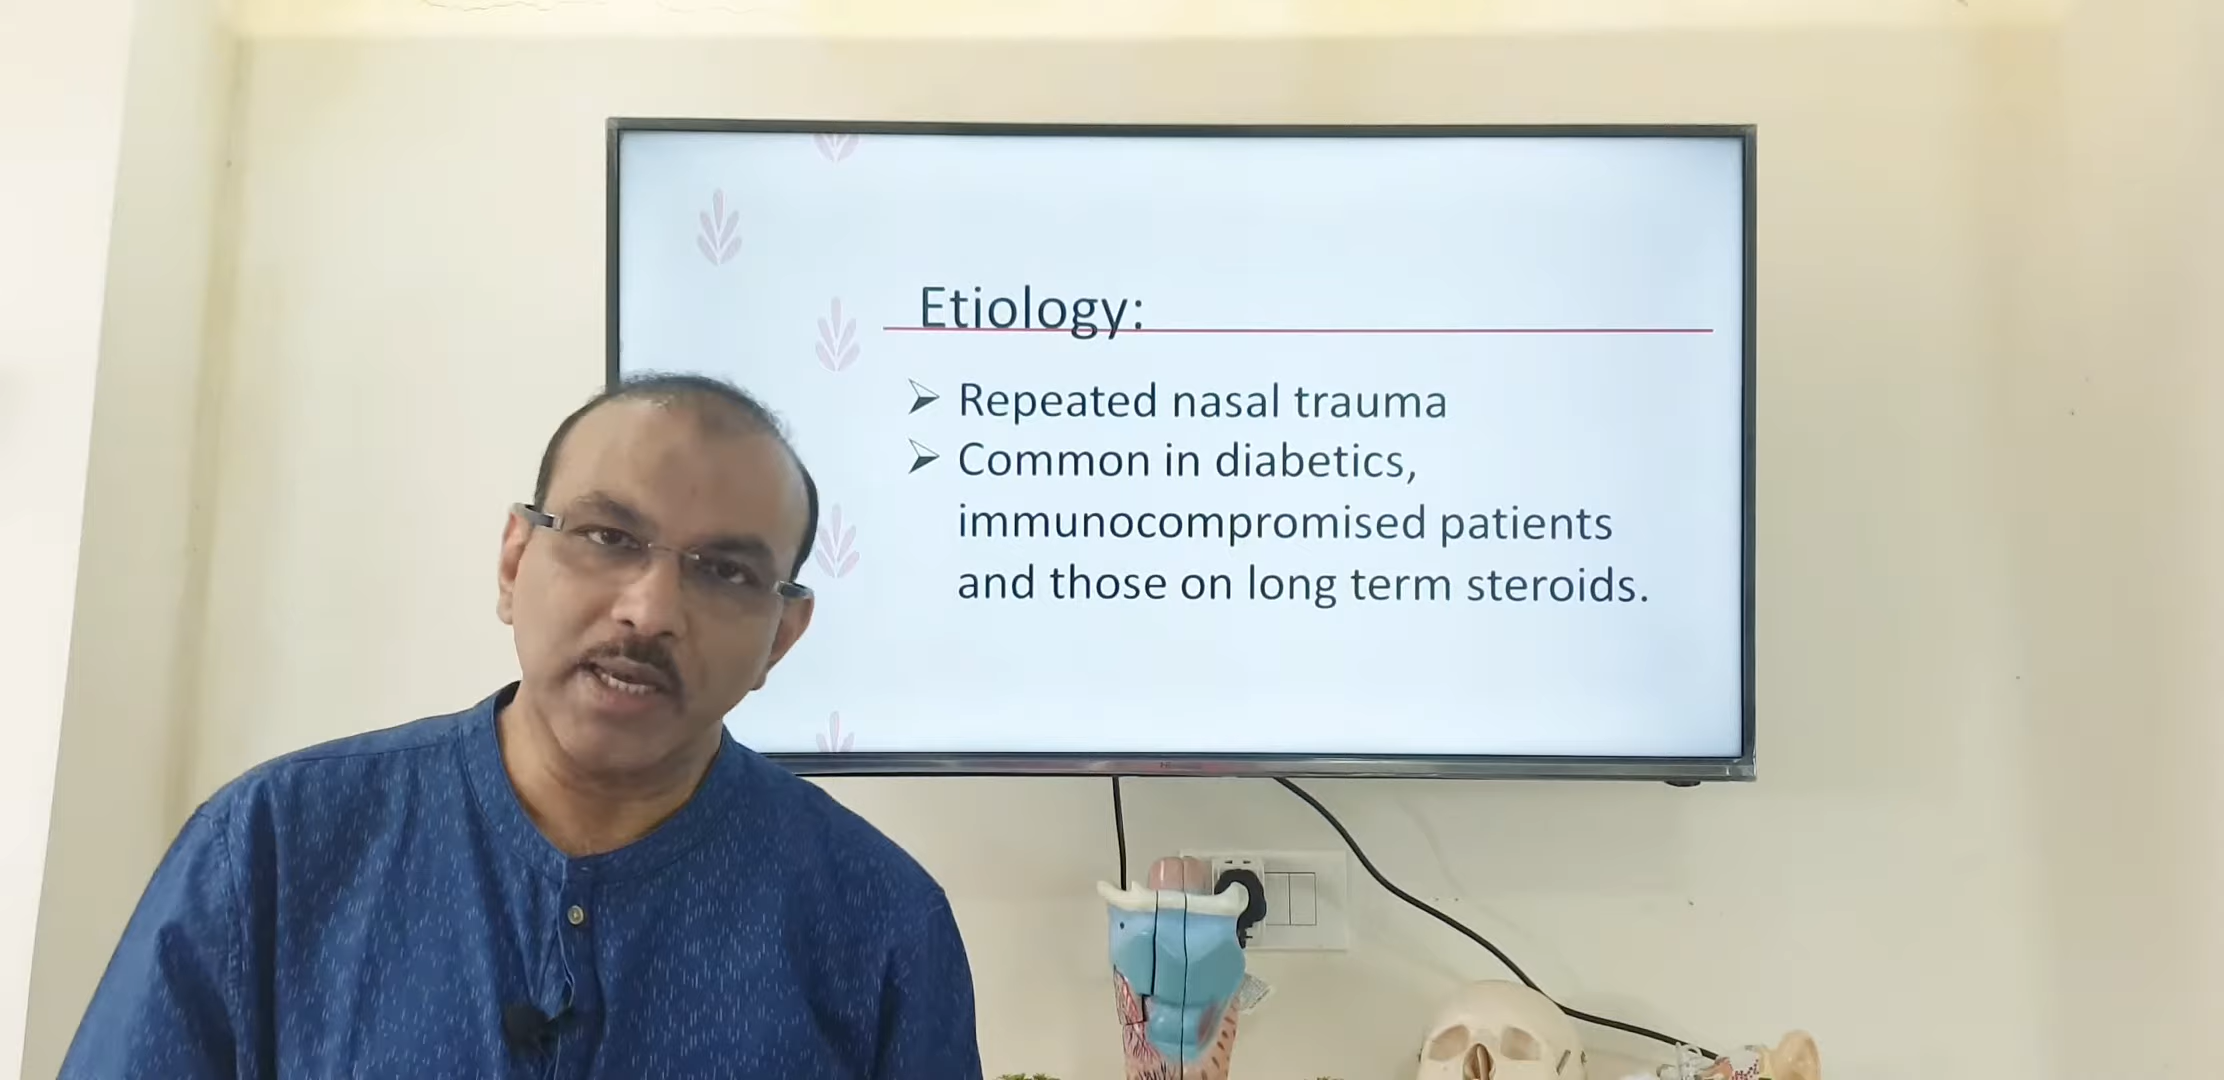 Etiology:
➢ Repeated nasal trauma
➢ Common in diabetics,
immunocompromised patients
and those on long term steroids.